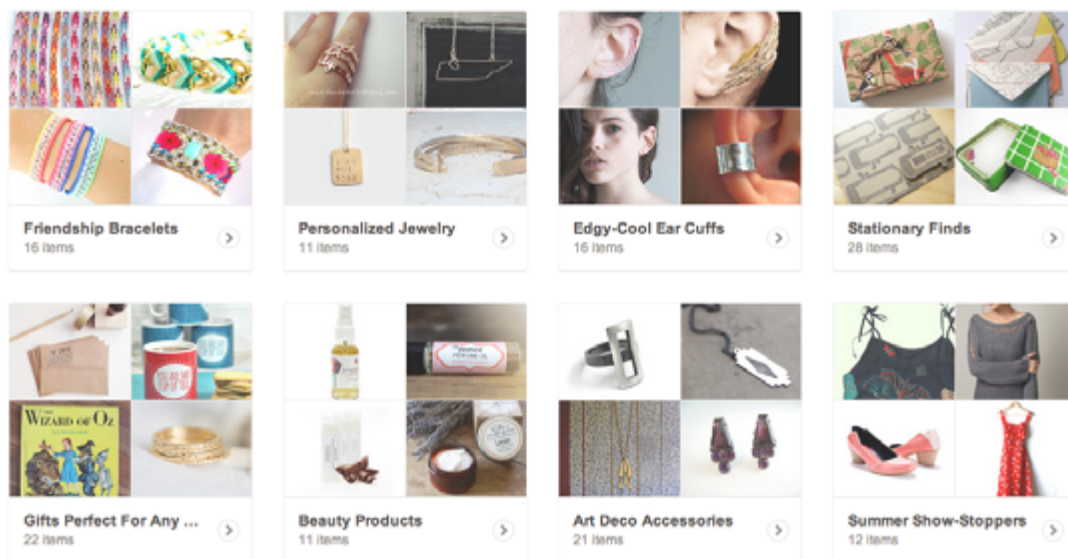 Friendship Bracelets
16 items
Personalized Jewelry
11 items
Edgy-Cool Ear Cuffs
16 items
Stationary Finds
28 items
THE
WIZARD OF OZ
Gifts Perfect For Any ...
22 items
Beauty Products
11 items
Art Deco Accessories
21 items
Summer Show-Stoppers
12 items